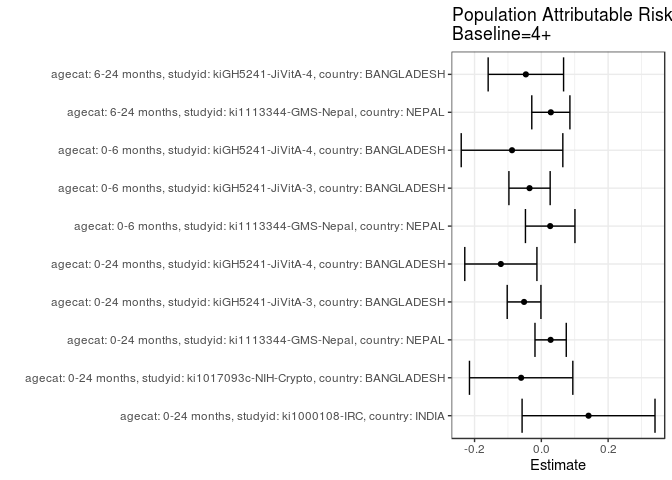 Population Attributable Risk
Baseline=4+
agecat: 6-24 months, studyid: kiGH5241-JiVitA-4, country: BANGLADESH
agecat: 6-24 months, studyid: ki1113344-GMS-Nepal, country: NEPAL
agecat: 0-6 months, studyid: kiGH5241-JiVitA-4, country: BANGLADESH
agecat: 0-6 months, studyid: kiGH5241-JiVitA-3, country: BANGLADESH
agecat: 0-6 months, studyid: ki1113344-GMS-Nepal, country: NEPAL
agecat: 0-24 months, studyid: kiGH5241-JiVitA-4, country: BANGLADESH
agecat: 0-24 months, studyid: kiGH5241-JiVitA-3, country: BANGLADESH
agecat: 0-24 months, studyid: ki1113344-GMS-Nepal, country: NEPAL
agecat: 0-24 months, studyid: ki1017093c-NIH-Crypto, country: BANGLADESH
agecat: 0-24 months, studyid: ki1000108-IRC, country: INDIA
-0.2 0.0 0.2
Estimate